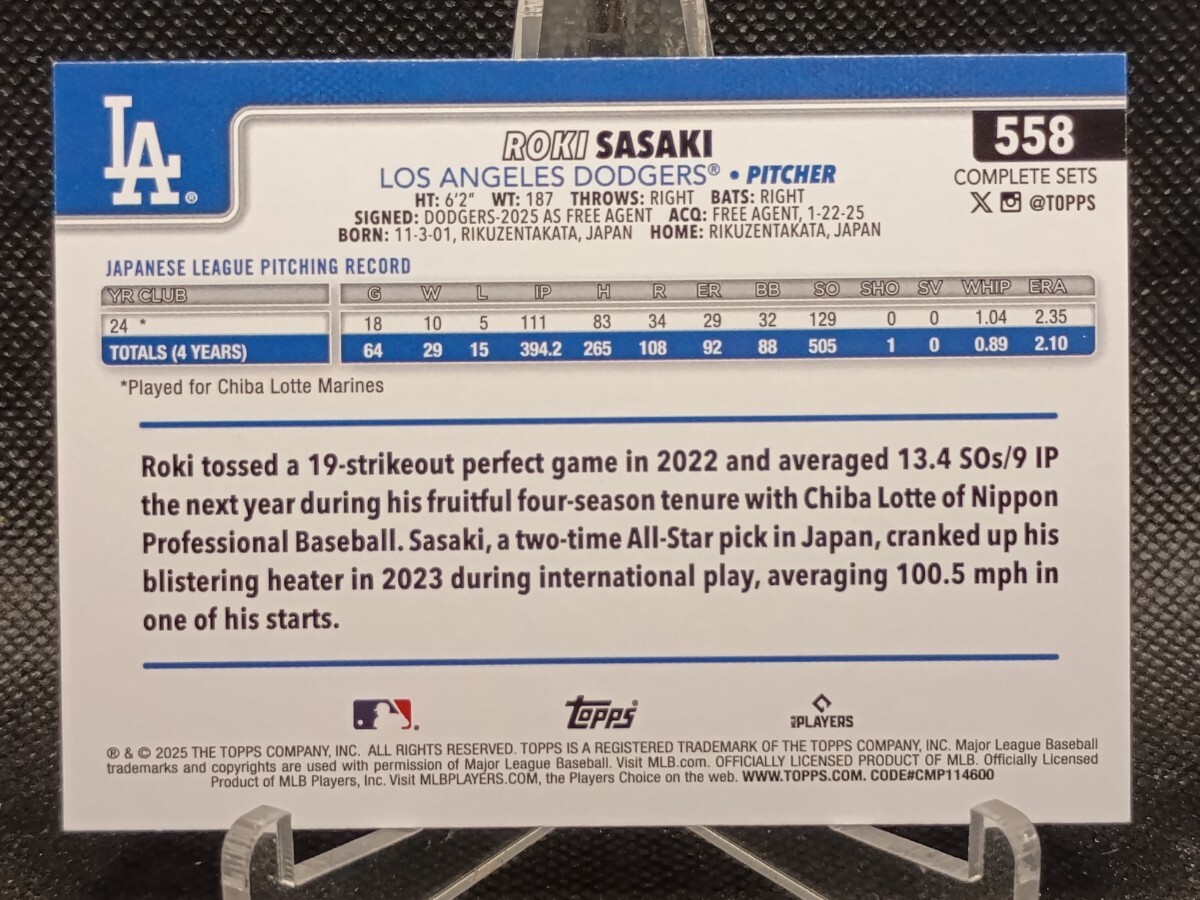 LA®
558
ROKI SASAKI
LOS ANGELES DODGERS® • PITCHER
COMPLETE SETS
@TOPPS
HT: 6'2" WT: 187 THROWS: RIGHT BATS: RIGHT
SIGNED: DODGERS-2025 AS FREE AGENT ACQ: FREE AGENT, 1-22-25
BORN: 11-3-01, RIKUZENTAKATA, JAPAN HOME: RIKUZENTAKATA, JAPAN
JAPANESE LEAGUE PITCHING RECORD
YR CLUB G W L IP H R ER BB SO SHO SV WHIP ERA
24 * 18 10 5 111 83 34 29 32 129 0 0 1.04 2.35
TOTALS (4 YEARS) 64 29 15 394.2 265 108 92 88 505 1 0 0.89 2.10
*Played for Chiba Lotte Marines
Roki tossed a 19-strikeout perfect game in 2022 and averaged 13.4 SOs/9 IP
the next year during his fruitful four-season tenure with Chiba Lotte of Nippon
Professional Baseball. Sasaki, a two-time All-Star pick in Japan, cranked up his
blistering heater in 2023 during international play, averaging 100.5 mph in
one of his starts.
Topps® MLB PLAYERS
® & © 2025 THE TOPPS COMPANY, INC. ALL RIGHTS RESERVED. TOPPS IS A REGISTERED TRADEMARK OF THE TOPPS COMPANY, INC. Major League Baseball
trademarks and copyrights are used with permission of Major League Baseball. Visit MLB.com. OFFICIALLY LICENSED PRODUCT OF MLB. Officially Licensed
Product of MLB Players, Inc. Visit MLBPLAYERS.COM, the Players Choice on the web. WWW.TOPPS.COM. CODE#CMP114600